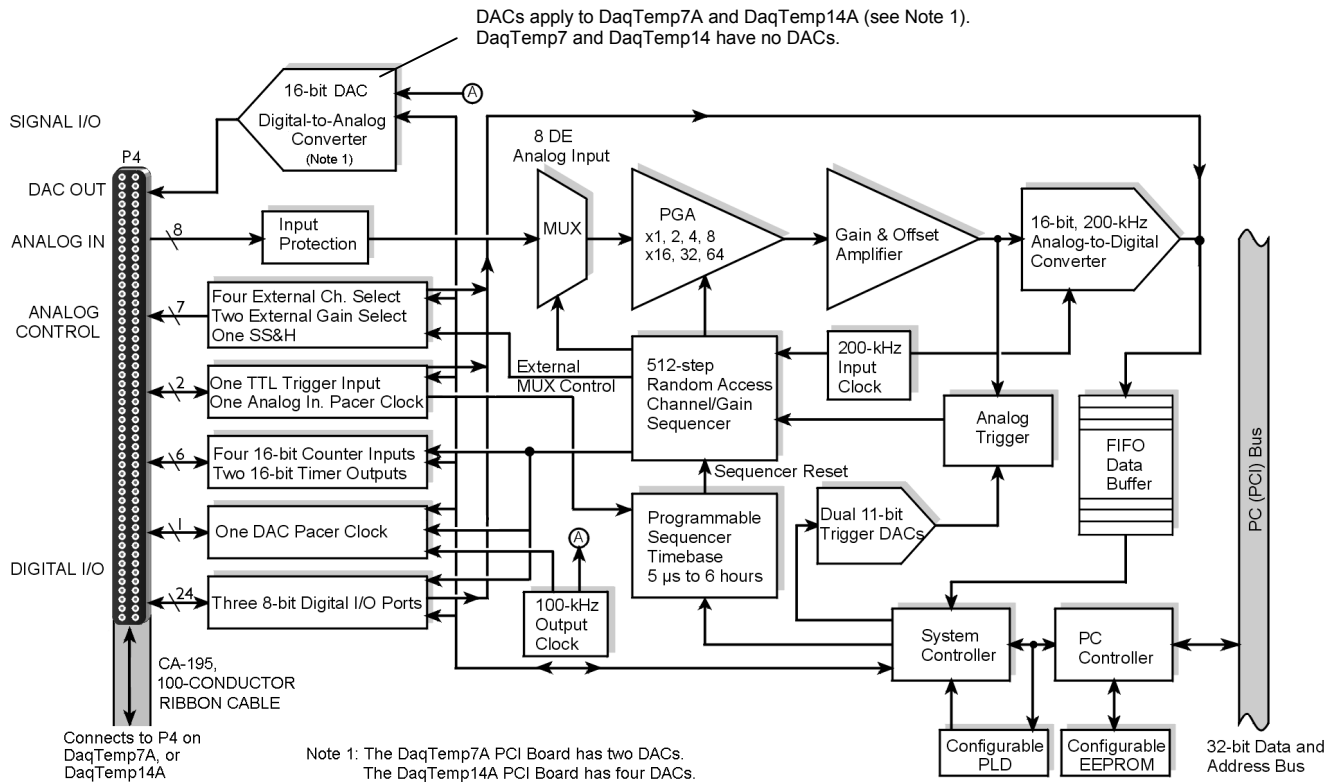 DACs apply to DaqTemp7A and DaqTemp14A (see Note 1).
DaqTemp7 and DaqTemp14 have no DACs.
16-bit DAC
Digital-to-Analog
Converter
(Note 1)
A
SIGNAL I/O
P4
DAC OUT
8 DE
Analog Input
ANALOG IN
8
Input
Protection
MUX
PGA
x1, 2, 4, 8
x16, 32, 64
Gain & Offset
Amplifier
16-bit, 200-kHz
Analog-to-Digital
Converter
ANALOG
CONTROL
7
Four External Ch. Select
Two External Gain Select
One SS&H
External
MUX Control
512-step
Random Access
Channel/Gain
Sequencer
200-kHz
Input
Clock
2
One TTL Trigger Input
One Analog In. Pacer Clock
Analog
Trigger
FIFO
Data
Buffer
PC (PCI) Bus
6
Four 16-bit Counter Inputs
Two 16-bit Timer Outputs
Sequencer Reset
1
One DAC Pacer Clock
A
Programmable
Sequencer
Timebase
5 µs to 6 hours
Dual 11-bit
Trigger DACs
DIGITAL I/O
24
Three 8-bit Digital I/O Ports
100-kHz
Output
Clock
System
Controller
PC
Controller
CA-195,
100-CONDUCTOR
RIBBON CABLE
Connects to P4 on
DaqTemp7A, or
DaqTemp14A
Note 1: The DaqTemp7A PCI Board has two DACs.
The DaqTemp14A PCI Board has four DACs.
Configurable
PLD
Configurable
EEPROM
32-bit Data and
Address Bus